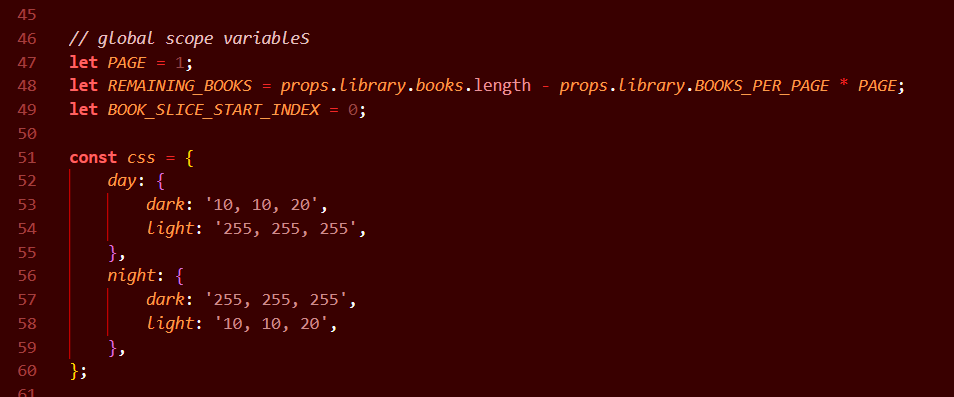 45
46 // global scope variableS
47 let PAGE = 1;
48 let REMAINING_BOOKS = props.library.books.length - props.library.BOOKS_PER_PAGE * PAGE;
49 let BOOK_SLICE_START_INDEX = 0;
50
51 const css = {
52     day: {
53         dark: '10, 10, 20',
54         light: '255, 255, 255',
55     },
56     night: {
57         dark: '255, 255, 255',
58         light: '10, 10, 20',
59     },
60 };
61